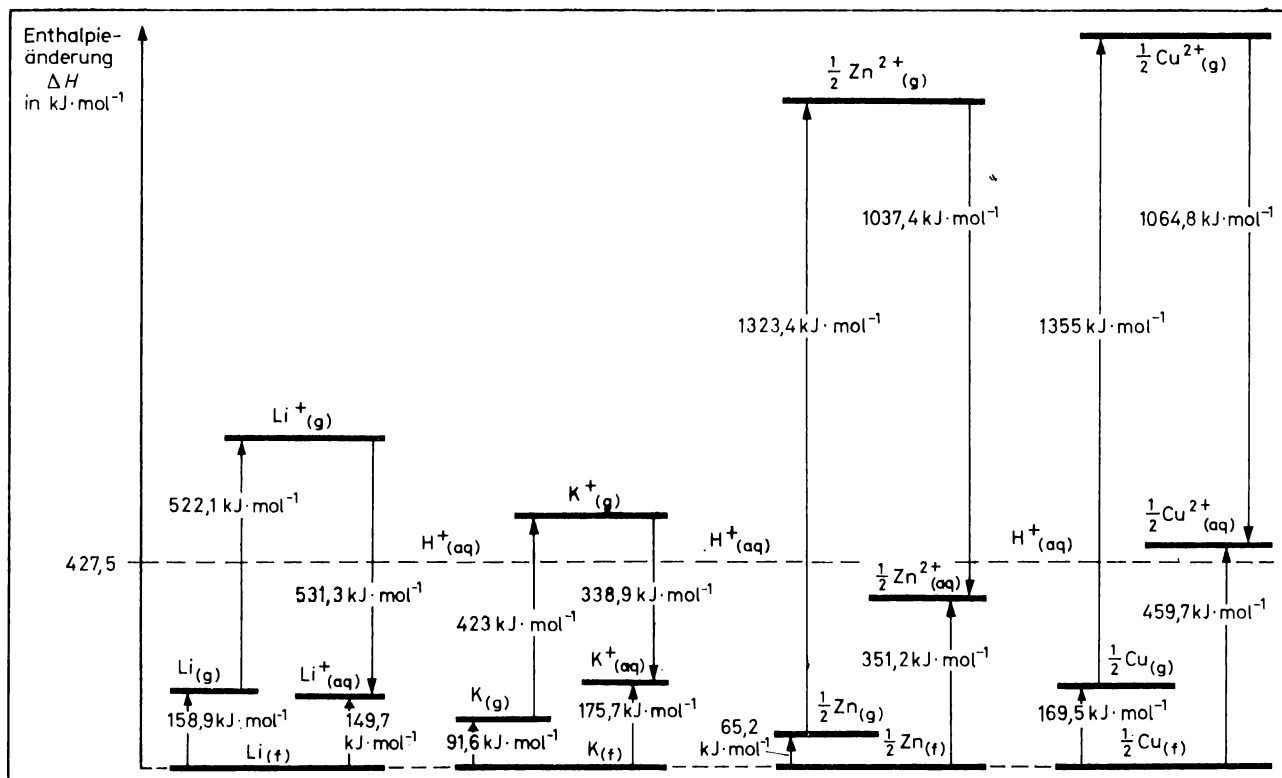 Enthalpie-
änderung
ΔH
in kJ·mol⁻¹
427,5
Li⁺(g)
522,1 kJ·mol⁻¹
531,3 kJ·mol⁻¹
Li(g)
Li⁺(aq)
158,9 kJ·mol⁻¹
149,7
kJ·mol⁻¹
Li(f)
H⁺(aq)
K⁺(g)
423 kJ·mol⁻¹
338,9 kJ·mol⁻¹
K(g)
K⁺(aq)
91,6 kJ·mol⁻¹
175,7 kJ·mol⁻¹
K(f)
H⁺(aq)
½ Zn²⁺(g)
1037,4 kJ·mol⁻¹
1323,4 kJ·mol⁻¹
½ Zn²⁺(aq)
351,2 kJ·mol⁻¹
½ Zn(g)
65,2
kJ·mol⁻¹
½ Zn(f)
H⁺(aq)
½ Cu²⁺(g)
1064,8 kJ·mol⁻¹
1355 kJ·mol⁻¹
½ Cu²⁺(aq)
459,7 kJ·mol⁻¹
½ Cu(g)
169,5 kJ·mol⁻¹
½ Cu(f)